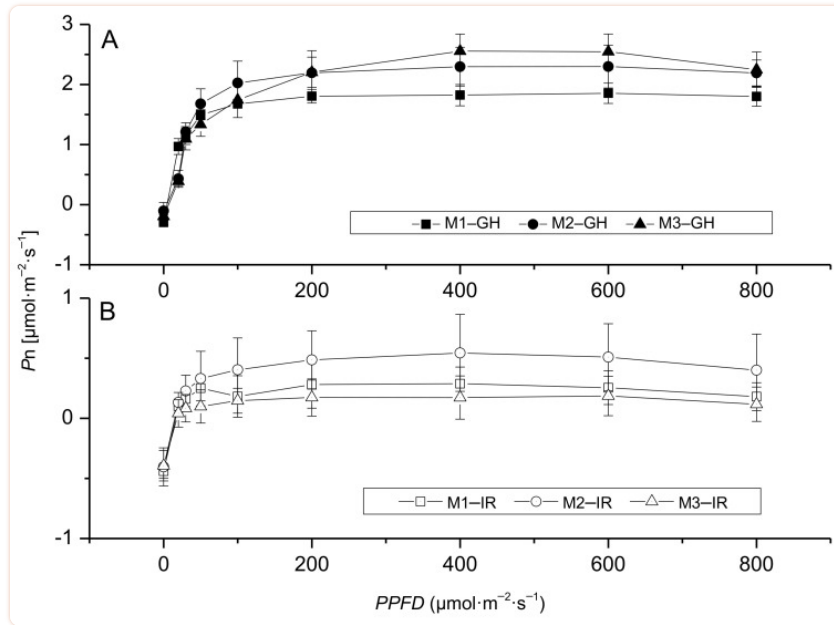 A
3
2
1
0
-1
M1–GH M2–GH M3–GH
0 200 400 600 800
B
1
0
-1
M1–IR M2–IR M3–IR
0 200 400 600 800
Pn [μmol·m⁻²·s⁻¹]
PPFD (μmol·m⁻²·s⁻¹)